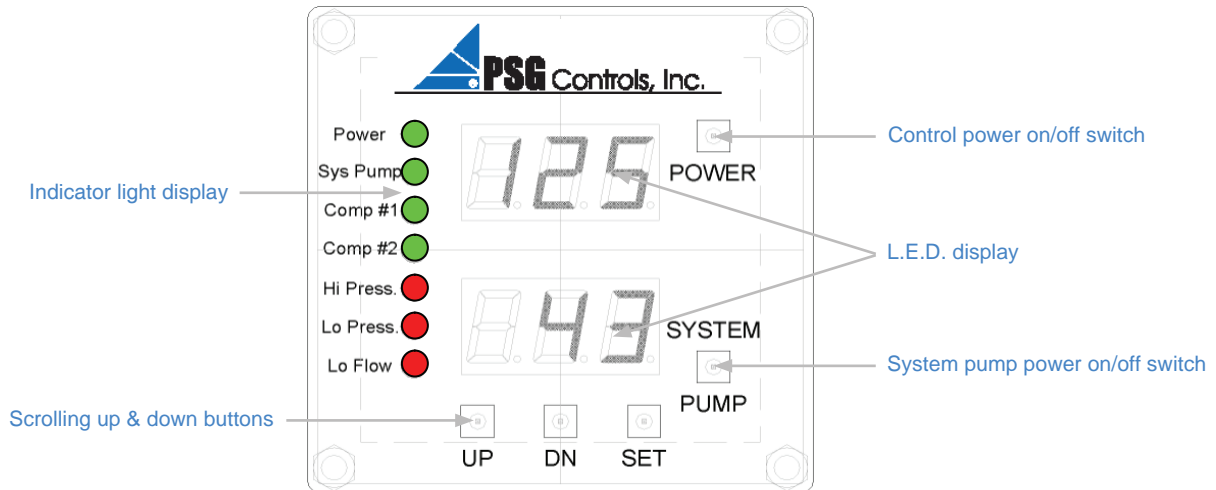 PSG Controls, Inc.
Power
Sys Pump
Comp #1
Comp #2
Hi Press.
Lo Press.
Lo Flow
125
43
POWER
SYSTEM
PUMP
UP DN SET
Indicator light display
Scrolling up & down buttons
Control power on/off switch
L.E.D. display
System pump power on/off switch